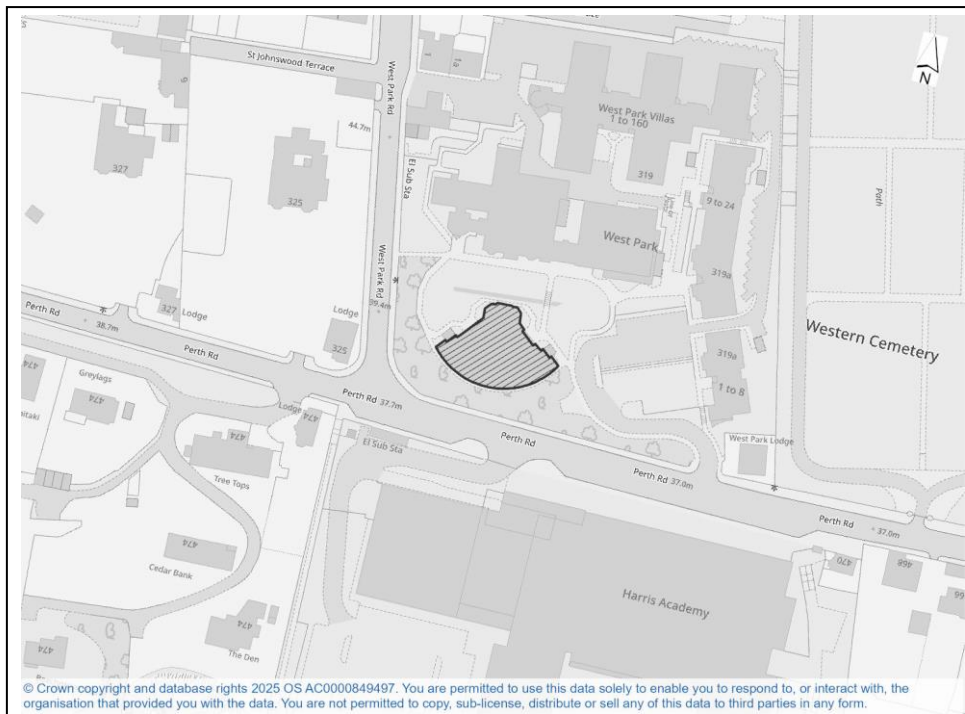 St Johnswood Terrace
West Park Rd
1
1a
West Park Villas
1 to 160
N
9
44.7m
El Sub Sta
327
325
319
9 to 24
Path
West Park
319a
West Park Rd
39.4m
Perth Rd
38.7m
327 Lodge
Lodge
325
Perth Rd
Western Cemetery
319a
1 to 8
474
Greylags
474
Lodge
474
Perth Rd 37.7m
El Sub Sta
Perth Rd
West Park Lodge
Perth Rd 37.0m
474
Tree Tops
Perth Rd
37.0m
474
Cedar Bank
Harris Academy
470
468
474
The Den
474
© Crown copyright and database rights 2025 OS AC0000849497. You are permitted to use this data solely to enable you to respond to, or interact with, the
organisation that provided you with the data. You are not permitted to copy, sub-license, distribute or sell any of this data to third parties in any form.